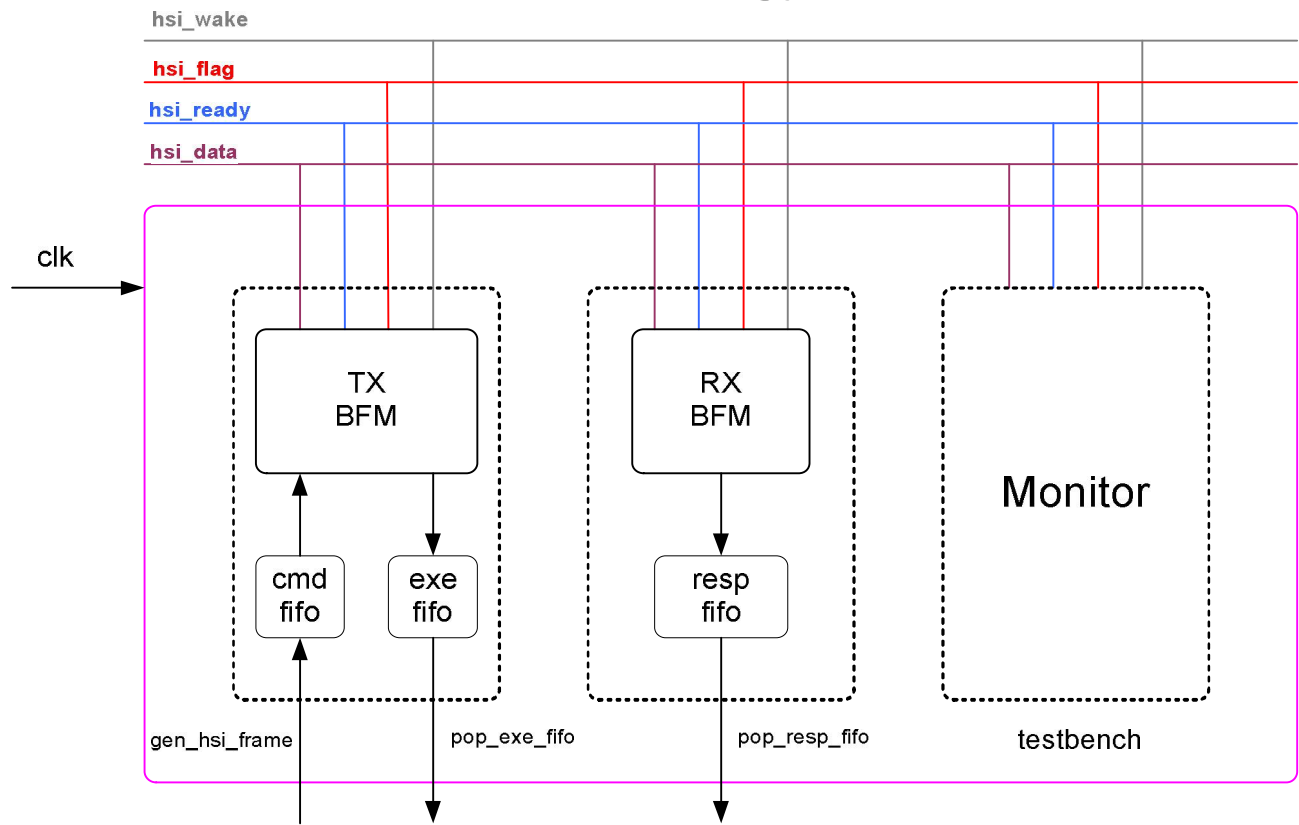 hsi_wake
hsi_flag
hsi_ready
hsi_data
clk
TX
BFM
RX
BFM
Monitor
cmd
fifo
exe
fifo
resp
fifo
gen_hsi_frame
pop_exe_fifo
pop_resp_fifo
testbench